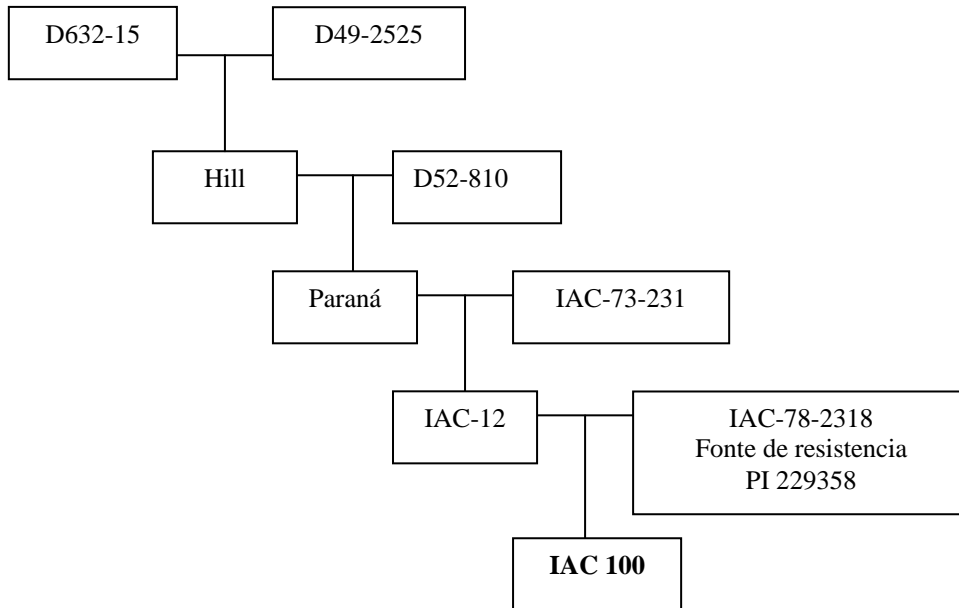 D632-15
D49-2525
Hill
D52-810
Paraná
IAC-73-231
IAC-12
IAC-78-2318
Fonte de resistencia
PI 229358
IAC 100